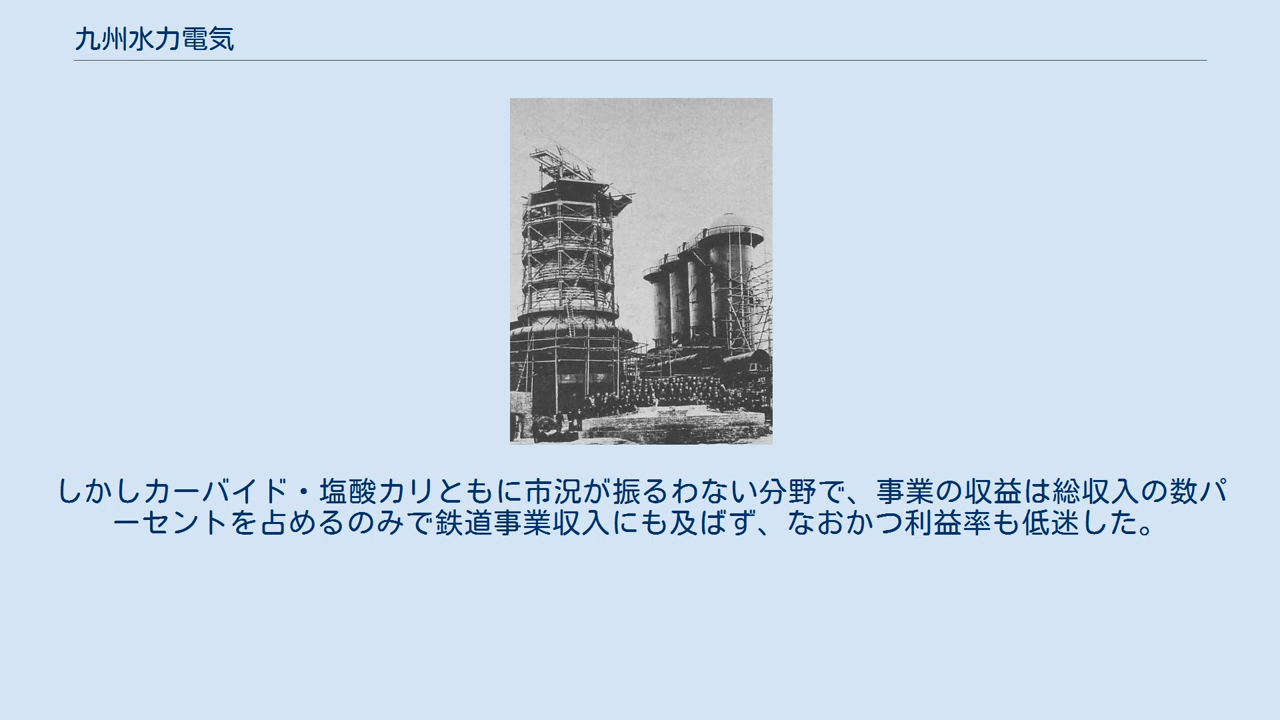 九州水力電気
しかしカーバイド・塩酸カリともに市況が振るわない分野で、事業の収益は総収入の数パ
ーセントを占めるのみで鉄道事業収入にも及ばず、なおかつ利益率も低迷した。